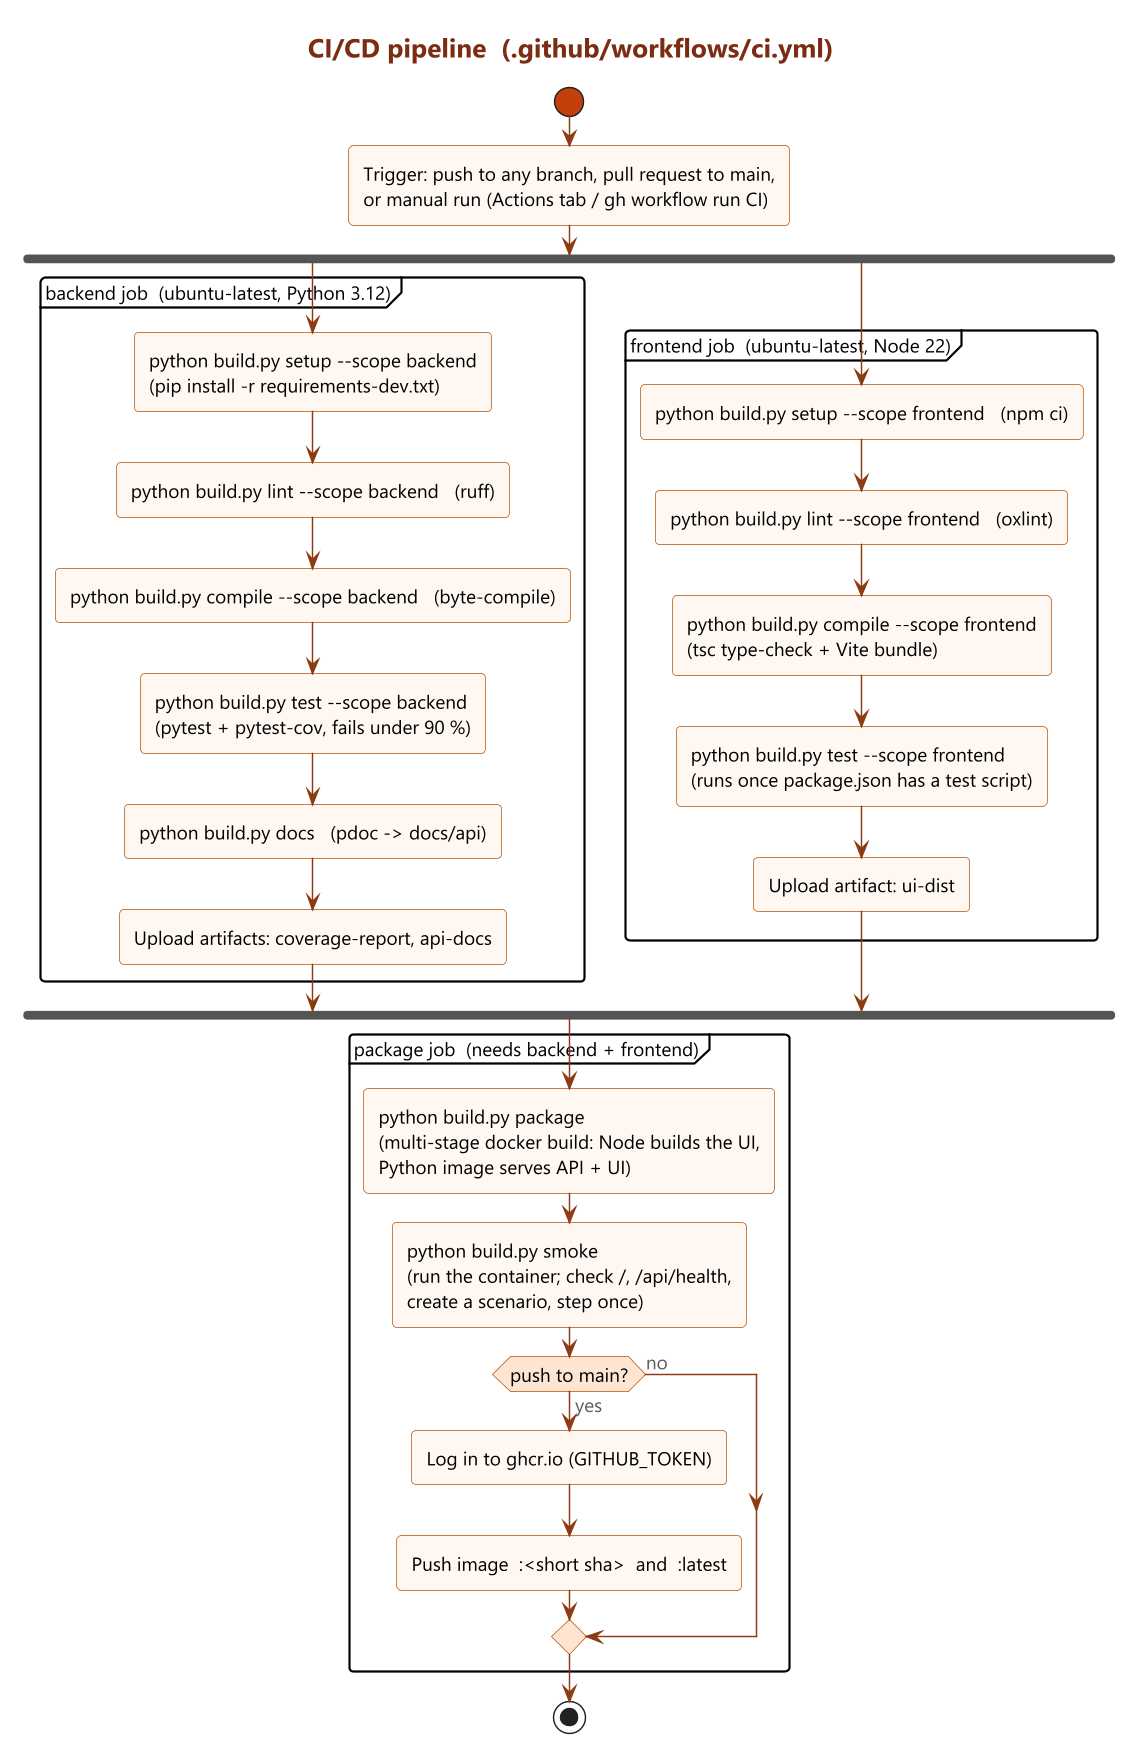 CI/CD pipeline  (.github/workflows/ci.yml)
Trigger: push to any branch, pull request to main,
or manual run (Actions tab / gh workflow run CI)
backend job  (ubuntu-latest, Python 3.12)
python build.py setup --scope backend
(pip install -r requirements-dev.txt)
python build.py lint --scope backend   (ruff)
python build.py compile --scope backend   (byte-compile)
python build.py test --scope backend
(pytest + pytest-cov, fails under 90 %)
python build.py docs   (pdoc -> docs/api)
Upload artifacts: coverage-report, api-docs
frontend job  (ubuntu-latest, Node 22)
python build.py setup --scope frontend   (npm ci)
python build.py lint --scope frontend   (oxlint)
python build.py compile --scope frontend
(tsc type-check + Vite bundle)
python build.py test --scope frontend
(runs once package.json has a test script)
Upload artifact: ui-dist
package job  (needs backend + frontend)
python build.py package
(multi-stage docker build: Node builds the UI,
Python image serves API + UI)
python build.py smoke
(run the container; check /, /api/health,
create a scenario, step once)
push to main?
no
yes
Log in to ghcr.io (GITHUB_TOKEN)
Push image  :<short sha>  and  :latest